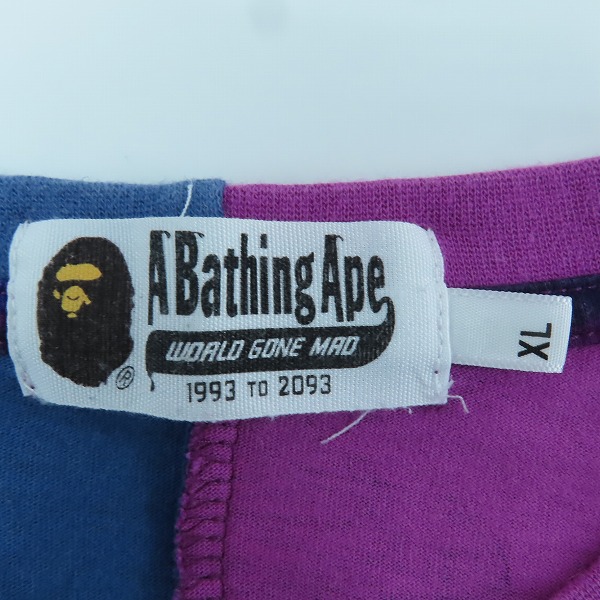 A Bathing Ape
WORLD GONE MAD
1993 TO 2093
®
XL